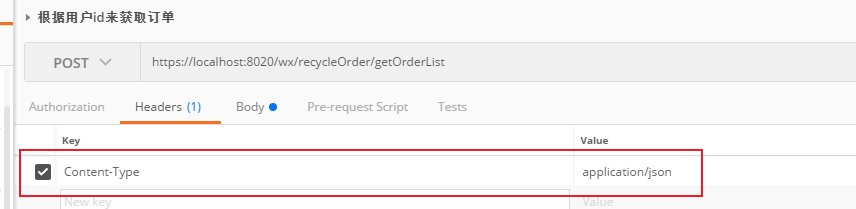 根据用户id来获取订单
POST
https://localhost:8020/wx/recycleOrder/getOrderList
Authorization Headers (1) Body Pre-request Script Tests
Key Value
Content-Type application/json
New key Value